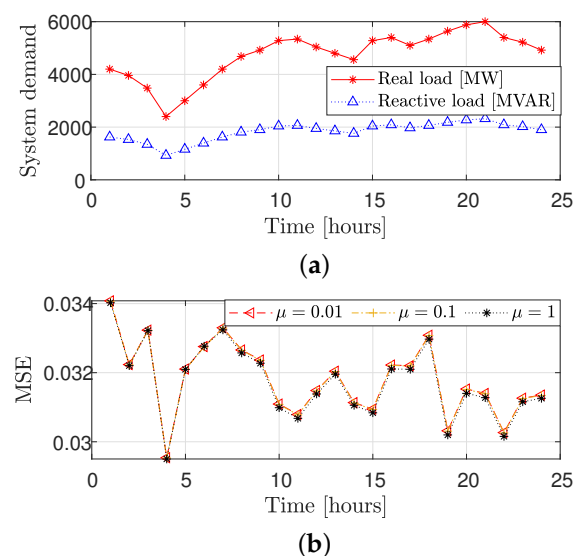 6000
4000
2000
0
System demand
Real load [MW]
Reactive load [MVAR]
0 5 10 15 20 25
Time [hours]
(a)
0.034
0.032
0.03
MSE
μ = 0.01 μ = 0.1 μ = 1
0 5 10 15 20 25
Time [hours]
(b)